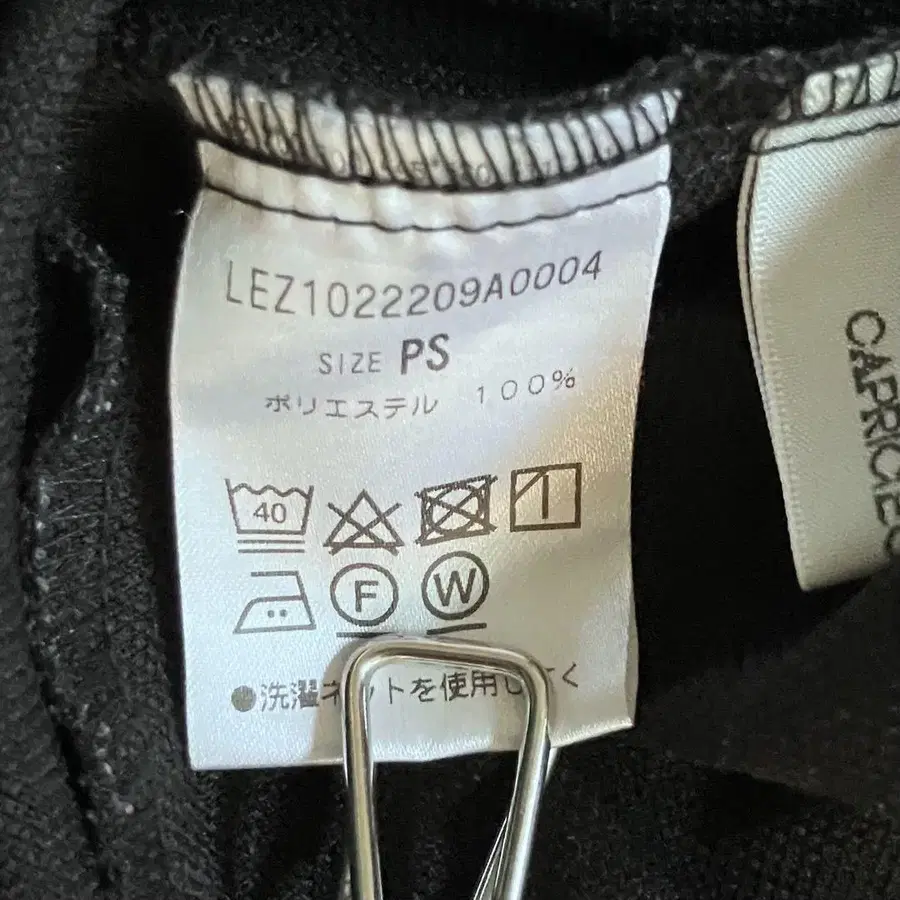 LEZ1022209A0004
SIZE PS
ポリエステル 100%
40
F W
●洗濯ネットを使用し
CAPRICE